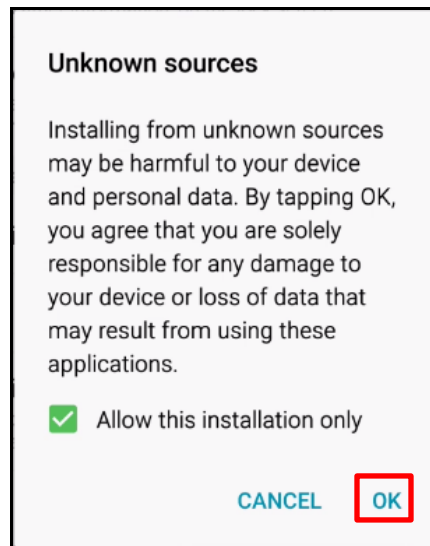 Unknown sources
Installing from unknown sources
may be harmful to your device
and personal data. By tapping OK,
you agree that you are solely
responsible for any damage to
your device or loss of data that
may result from using these
applications.
Allow this installation only
CANCEL OK